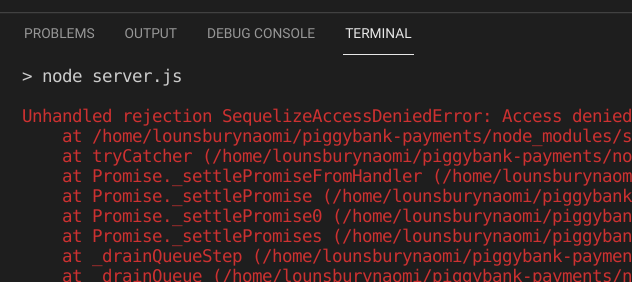 PROBLEMS OUTPUT DEBUG CONSOLE TERMINAL
> node server.js
Unhandled rejection SequelizeAccessDeniedError: Access denied
at /home/lounsburynaomi/piggybank-payments/node_modules/s
at tryCatcher (/home/lounsburynaomi/piggybank-payments/no
at Promise._settlePromiseFromHandler (/home/lounsburynaom
at Promise._settlePromise (/home/lounsburynaomi/piggybank
at Promise._settlePromise0 (/home/lounsburynaomi/piggyban
at Promise._settlePromises (/home/lounsburynaomi/piggyban
at _drainQueueStep (/home/lounsburynaomi/piggybank-paymen
at _drainQueue (/home/lounsburynaomi/piggybank-payments/n